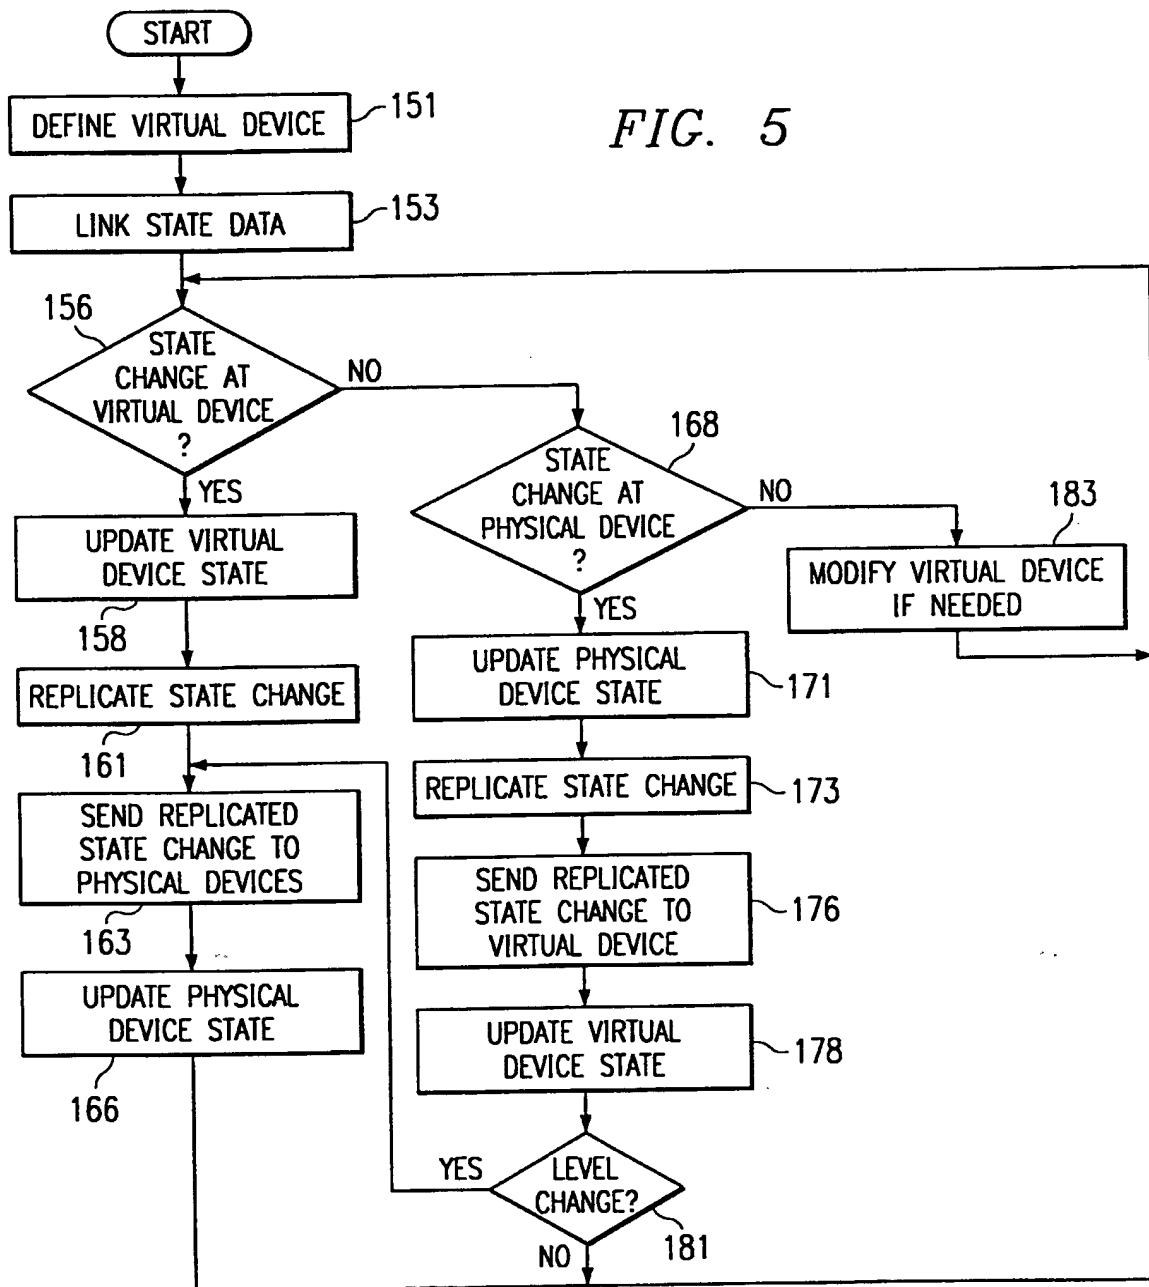 START
DEFINE VIRTUAL DEVICE
151
FIG. 5
LINK STATE DATA
153
156
STATE
CHANGE AT
VIRTUAL DEVICE
?
NO
YES
168
STATE
CHANGE AT
PHYSICAL DEVICE
?
NO
YES
183
MODIFY VIRTUAL DEVICE
IF NEEDED
UPDATE VIRTUAL
DEVICE STATE
158
REPLICATE STATE CHANGE
161
SEND REPLICATED
STATE CHANGE TO
PHYSICAL DEVICES
163
UPDATE PHYSICAL
DEVICE STATE
166
UPDATE PHYSICAL
DEVICE STATE
171
REPLICATE STATE CHANGE
173
SEND REPLICATED
STATE CHANGE TO
VIRTUAL DEVICE
176
UPDATE VIRTUAL
DEVICE STATE
178
YES
LEVEL
CHANGE?
181
NO